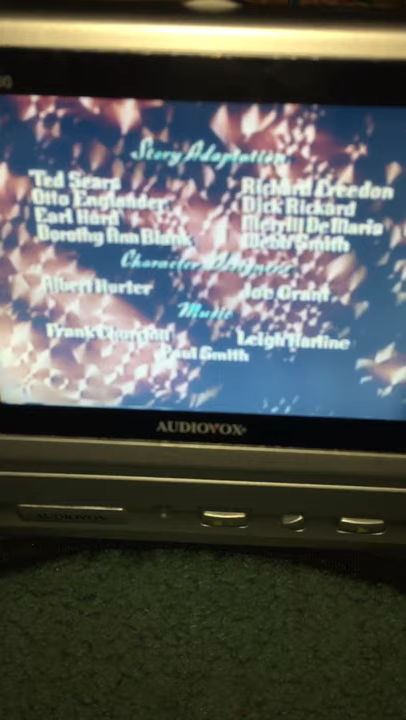 Story Adaptation
Ted Sears Richard Creedon
Otto Englander Dick Rickard
Earl Hurd Merrill De Maris
Dorothy Ann Blank Webb Smith
Character Designers
Albert Hurter Joe Grant
Music
Frank Churchill Leigh Harline
Paul Smith
AUDIOVOX
AUDIOVOX